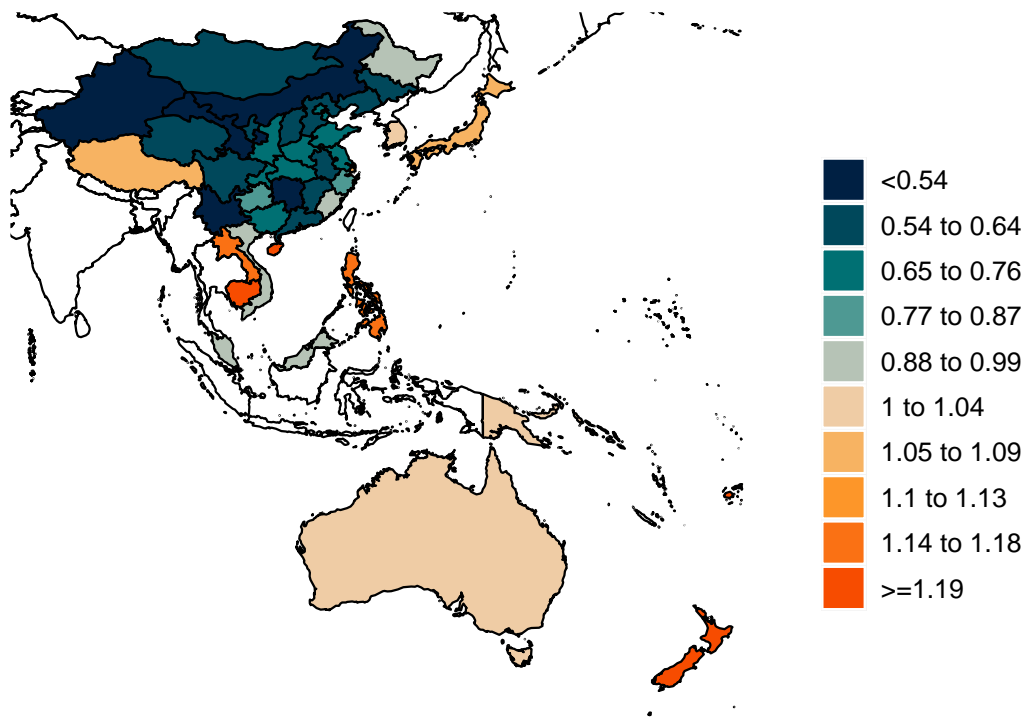 <0.54
0.54 to 0.64
0.65 to 0.76
0.77 to 0.87
0.88 to 0.99
1 to 1.04
1.05 to 1.09
1.1 to 1.13
1.14 to 1.18
>=1.19